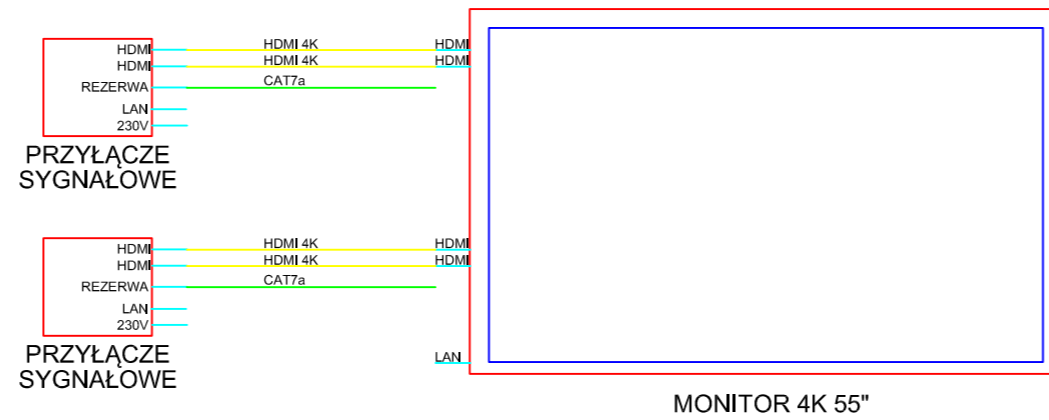 HDMI HDMI 4K HDMI
HDMI HDMI 4K HDMI
REZERWA CAT7a
LAN
230V
PRZYŁĄCZE
SYGNAŁOWE
HDMI HDMI 4K HDMI
HDMI HDMI 4K HDMI
REZERWA CAT7a
LAN
230V
PRZYŁĄCZE
SYGNAŁOWE
LAN
MONITOR 4K 55"